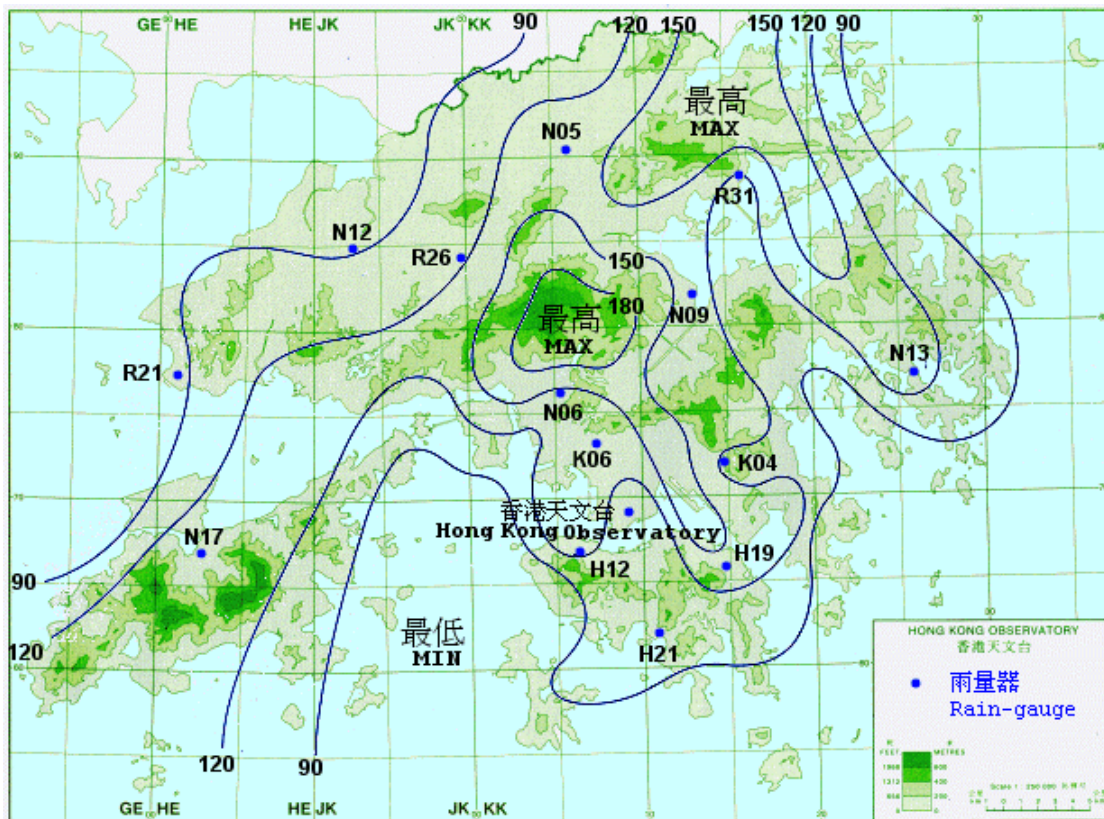 GE HE
HE JK
JK KK
90
120
150
150
120
90
最高
MAX
N05
R31
N12
R26
150
180
N09
最高
MAX
R21
N13
N06
K06
K04
香港天文台
Hong Kong Observatory
N17
H19
H12
90
最低
MIN
H21
120
HONG KONG OBSERVATORY
香港天文台
雨量器
Rain-gauge
120
90
FEET
METRES
GE HE
HE JK
JK KK